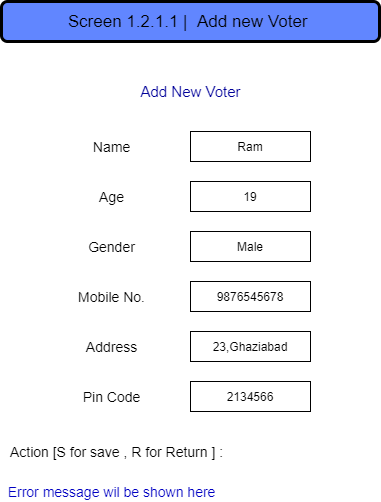 Screen 1.2.1.1 | Add new Voter
Add New Voter
Name Ram
Age 19
Gender Male
Mobile No. 9876545678
Address 23,Ghaziabad
Pin Code 2134566
Action [S for save , R for Return ] :
Error message wil be shown here